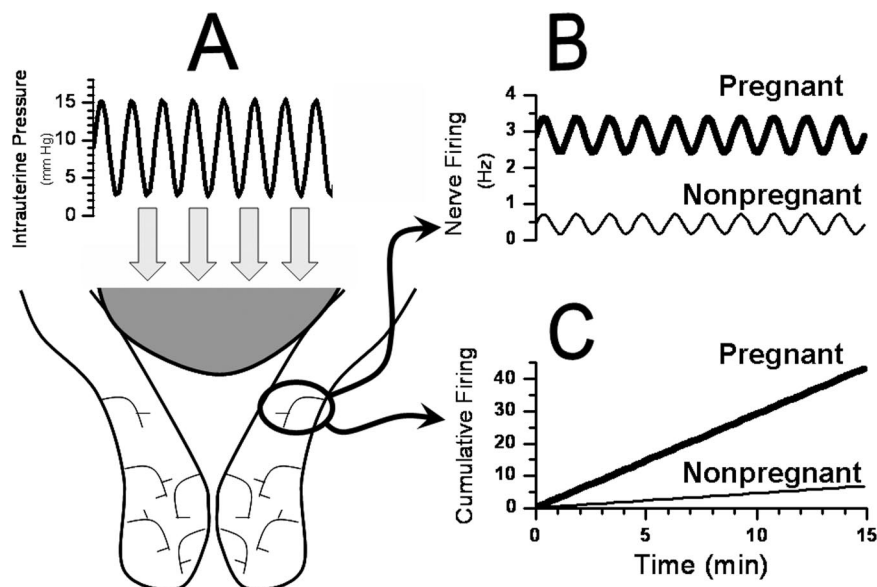 A
Intrauterine Pressure
(mm Hg)
15
10
5
0
B
Pregnant
Nonpregnant
Nerve Firing
(Hz)
4
3
2
1
0
C
Pregnant
Nonpregnant
Cumulative Firing
40
30
20
10
0
0
5
10
15
Time (min)